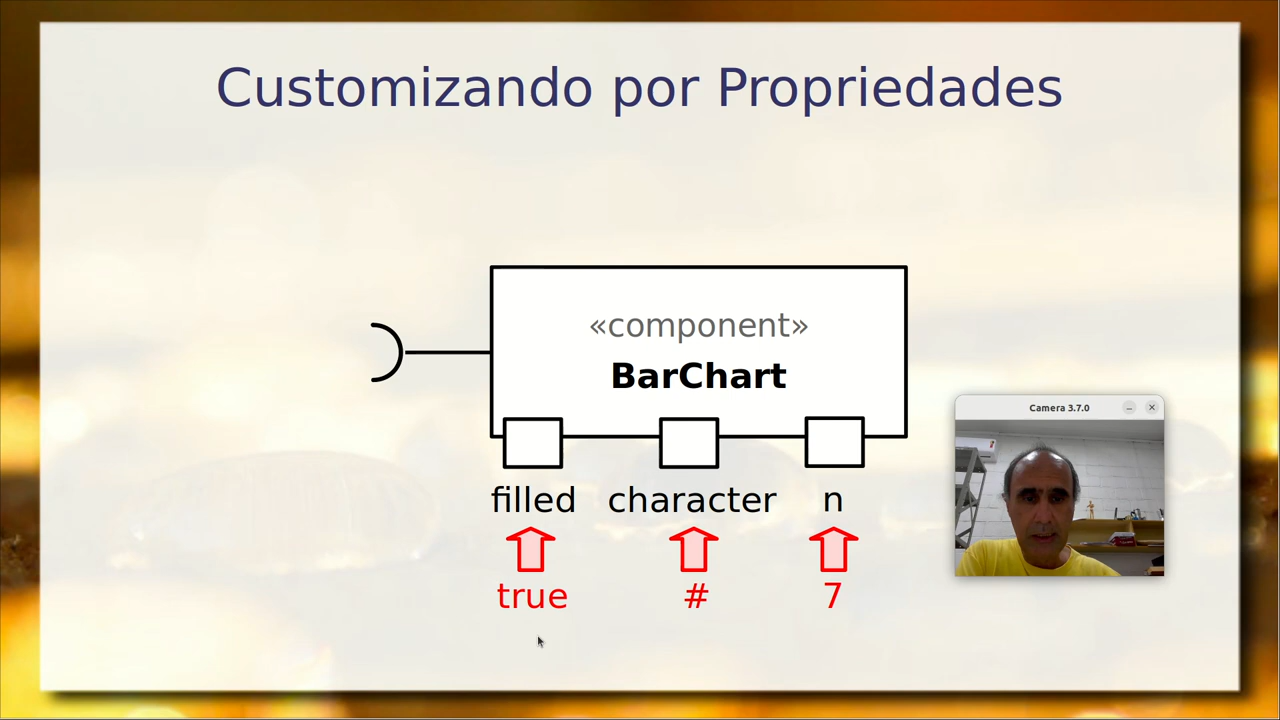 Customizando por Propriedades
«component»
BarChart
filled character n
true # 7
Camera 3.7.0